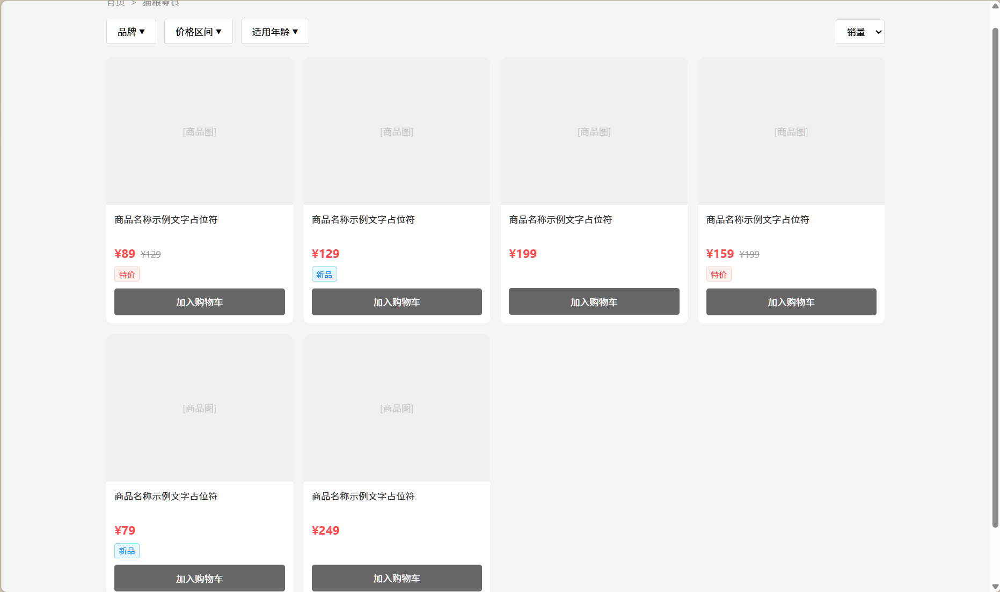 首页 > 猫粮零食
品牌 ▼ 价格区间 ▼ 适用年龄 ▼ 销量
[商品图] [商品图] [商品图] [商品图]
商品名称示例文字占位符 商品名称示例文字占位符 商品名称示例文字占位符 商品名称示例文字占位符
¥89 ¥129 ¥129 ¥199 ¥159 ¥199
特价 新品 特价
加入购物车 加入购物车 加入购物车 加入购物车
[商品图] [商品图]
商品名称示例文字占位符 商品名称示例文字占位符
¥79 ¥249
新品
加入购物车 加入购物车